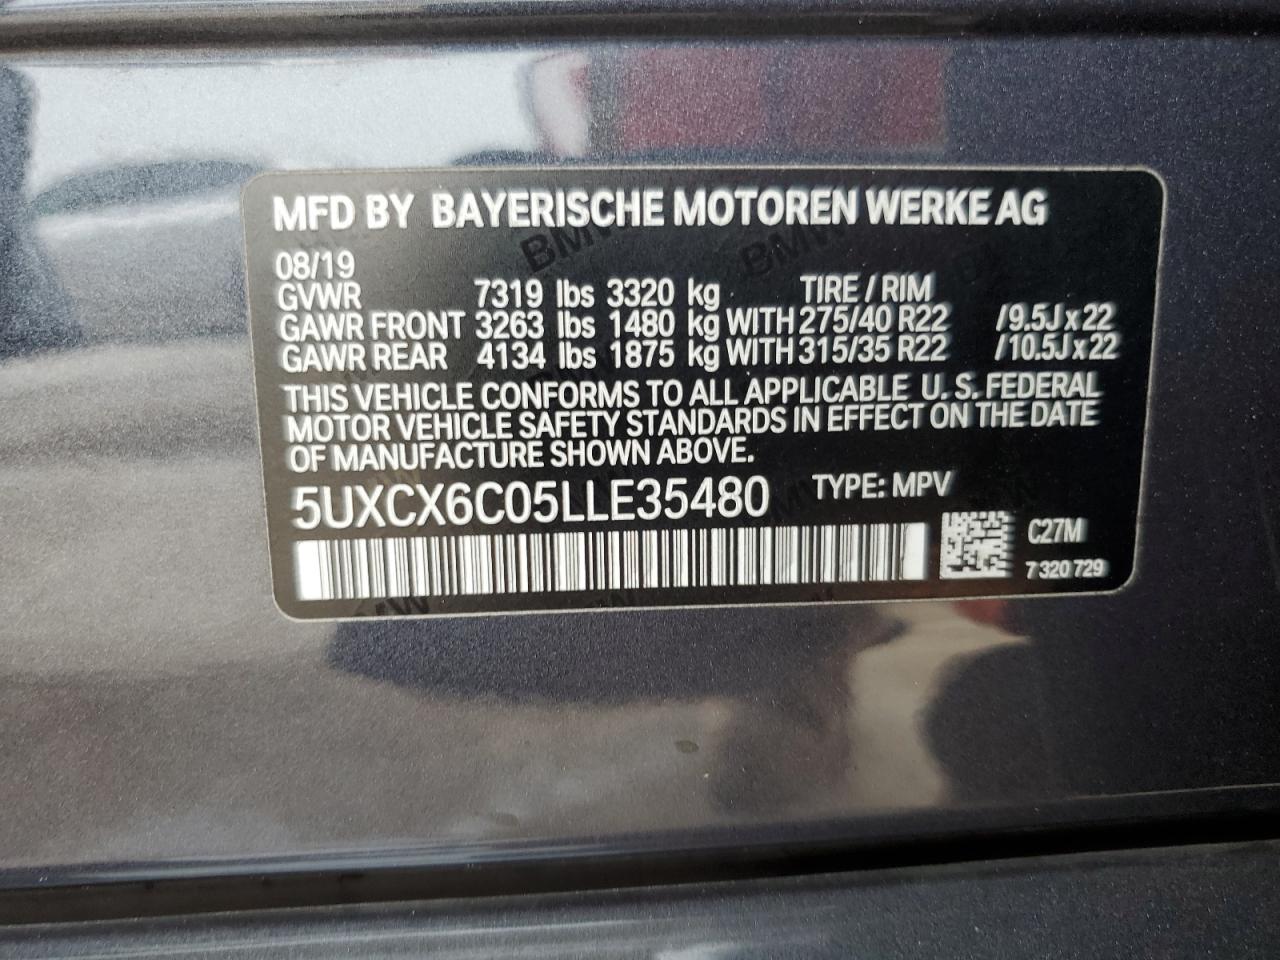 MFD BY BAYERISCHE MOTOREN WERKE AG
08/19
GVWR 7319 lbs 3320 kg TIRE / RIM
GAWR FRONT 3263 lbs 1480 kg WITH 275/40 R22 /9.5J x 22
GAWR REAR 4134 lbs 1875 kg WITH 315/35 R22 /10.5J x 22
THIS VEHICLE CONFORMS TO ALL APPLICABLE U. S. FEDERAL
MOTOR VEHICLE SAFETY STANDARDS IN EFFECT ON THE DATE
OF MANUFACTURE SHOWN ABOVE.
5UXCX6C05LLE35480 TYPE: MPV
C27M
7 320 729